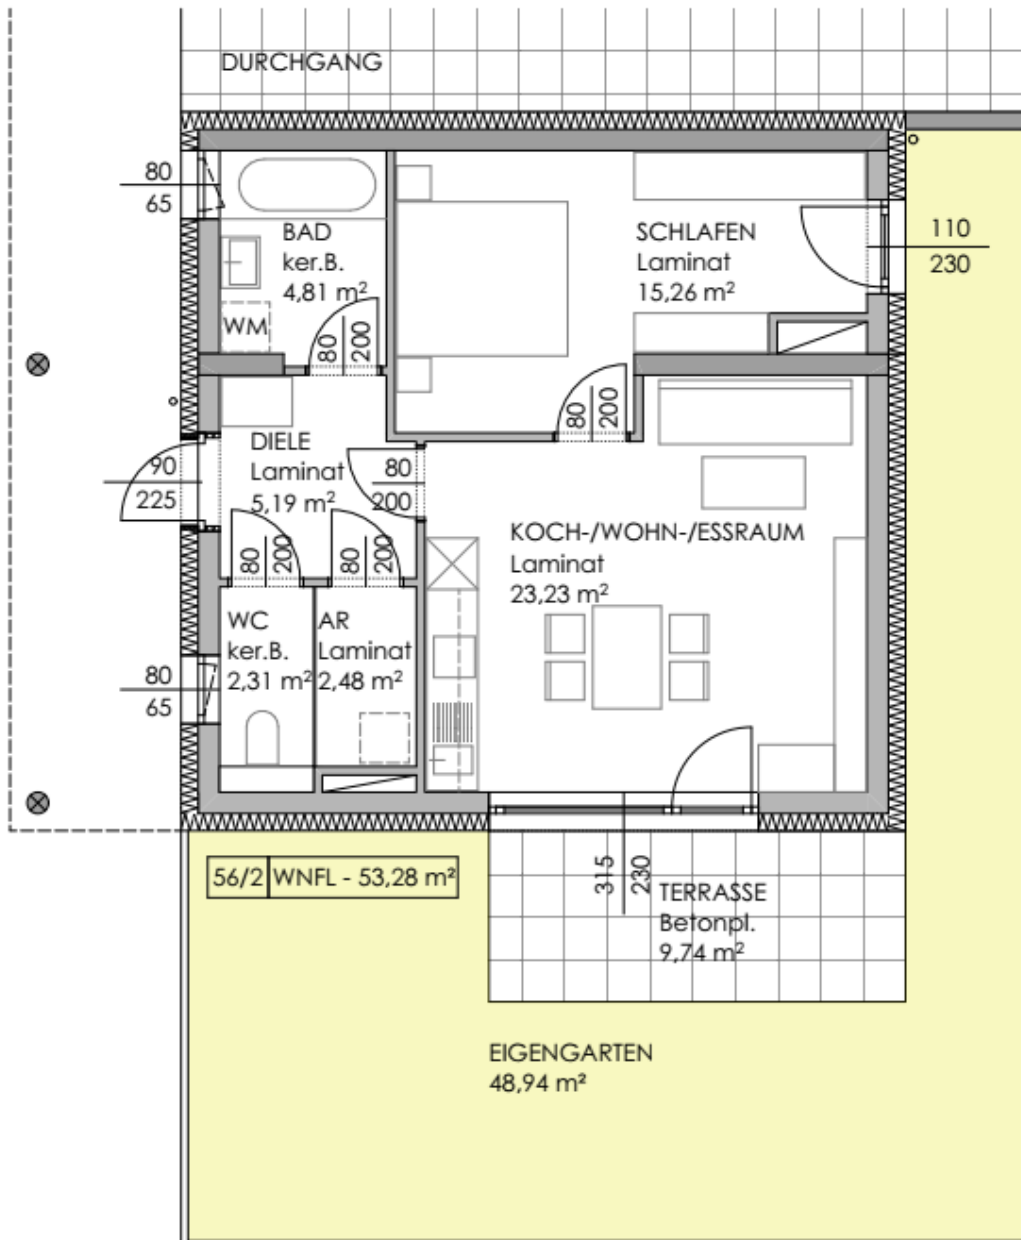 DURCHGANG
80
65
BAD
ker.B.
4,81 m²
WM
80
200
SCHLAFEN
Laminat
15,26 m²
110
230
80
200
DIELE
Laminat
5,19 m²
90
225
80
200
80
200
80
200
KOCH-/WOHN-/ESSRAUM
Laminat
23,23 m²
WC
ker.B.
2,31 m²
AR
Laminat
2,48 m²
80
65
56/2 WNFL - 53,28 m²
315
230
TERRASSE
Betonpl.
9,74 m²
EIGENGARTEN
48,94 m²